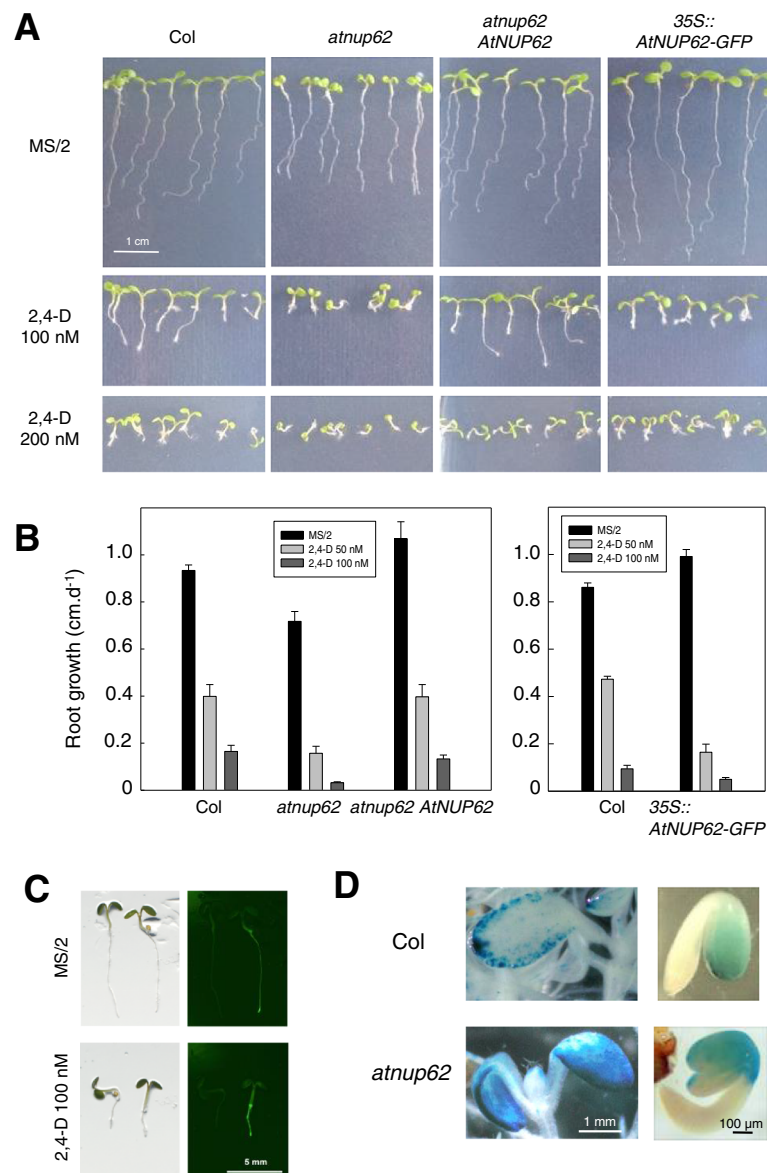 A
Col
atnup62
atnup62
AtNUP62
35S::
AtNUP62-GFP
MS/2
1 cm
2,4-D
100 nM
2,4-D
200 nM
B
Root growth (cm.d-1)
1.0
0.8
0.6
0.4
0.2
0
MS/2
2,4-D 50 nM
2,4-D 100 nM
Col
atnup62
atnup62 AtNUP62
1.0
0.8
0.6
0.4
0.2
0
MS/2
2,4-D 50 nM
2,4-D 100 nM
Col
35S::
AtNUP62-GFP
C
MS/2
2,4-D 100 nM
5 mm
D
Col
atnup62
1 mm
100 µm